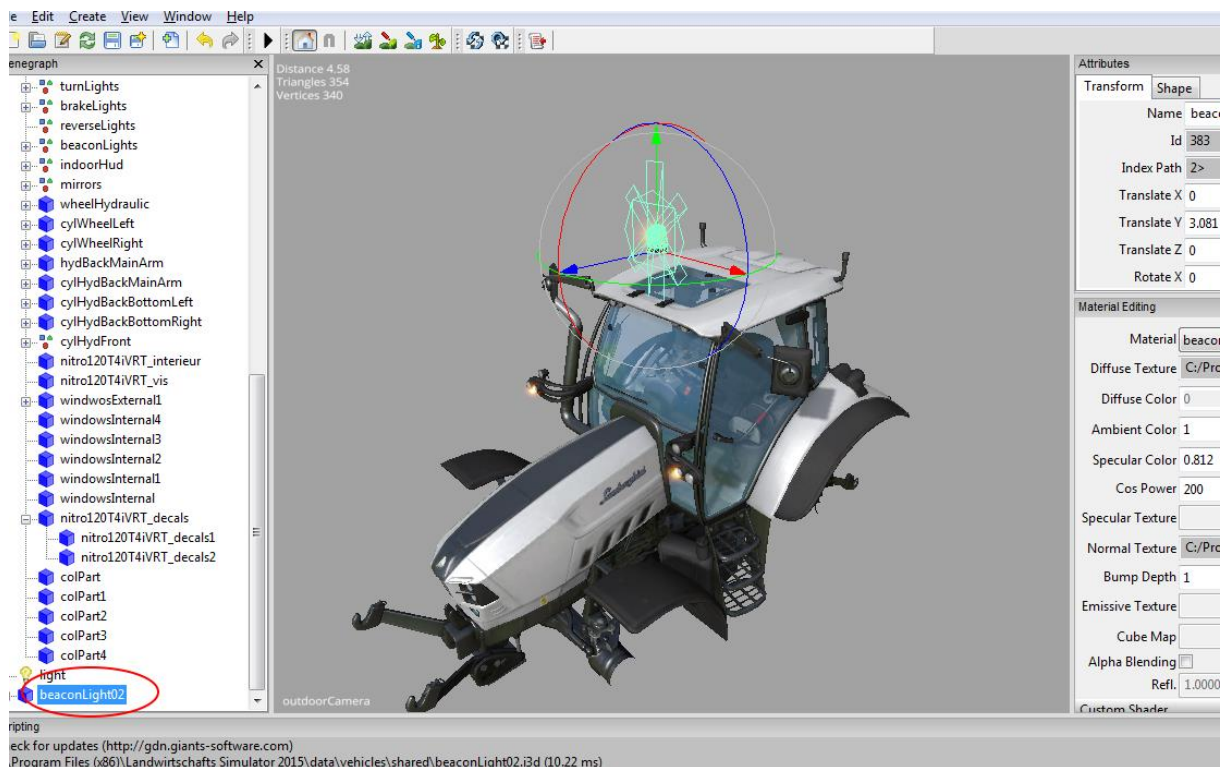 e Edit Create View Window Help
enegraph
turnLights
brakeLights
reverseLights
beaconLights
indoorHud
mirrors
wheelHydraulic
cylWheelLeft
cylWheelRight
hydBackMainArm
cylHydBackMainArm
cylHydBackBottomLeft
cylHydBackBottomRight
cylHydFront
nitro120T4iVRT_interieur
nitro120T4iVRT_vis
windwosExternal1
windowsInternal4
windowsInternal3
windowsInternal2
windowsInternal1
windowsInternal
nitro120T4iVRT_decals
nitro120T4iVRT_decals1
nitro120T4iVRT_decals2
colPart
colPart1
colPart2
colPart3
colPart4
light
beaconLight02
Distance 4.58
Triangles 354
Vertices 340
Lamborghini
outdoorCamera
Attributes
Transform Shape
Name beaco
Id 383
Index Path 2>
Translate X 0
Translate Y 3.081
Translate Z 0
Rotate X 0
Material Editing
Material beacon
Diffuse Texture C:/Pro
Diffuse Color 0
Ambient Color 1
Specular Color 0.812
Cos Power 200
Specular Texture
Normal Texture C:/Pro
Bump Depth 1
Emissive Texture
Cube Map
Alpha Blending
Refl. 1.0000
Custom Shader
ripting
eck for updates (http://gdn.giants-software.com)
\Program Files (x86)\Landwirtschafts Simulator 2015\data\vehicles\shared\beaconLight02.i3d (10.22 ms)